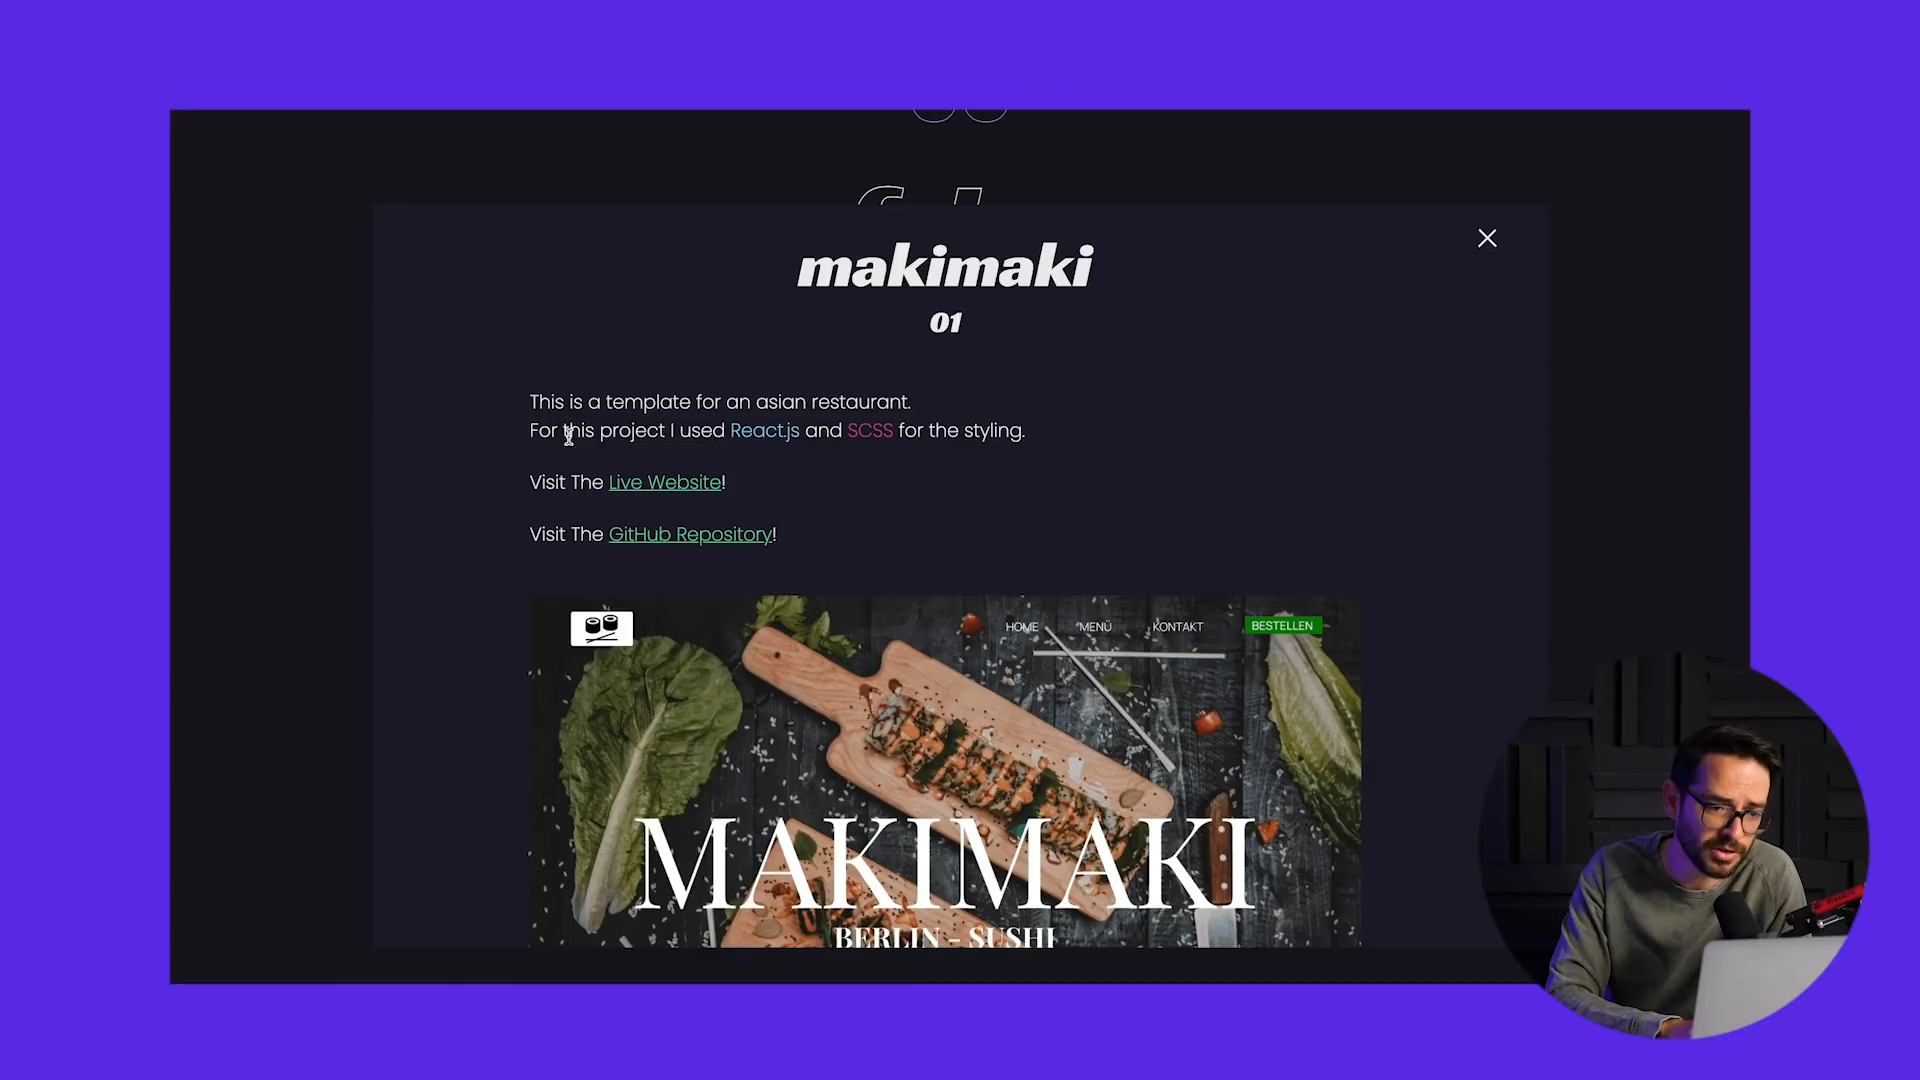 makimaki
01
This is a template for an asian restaurant.
For this project I used React.js and SCSS for the styling.
Visit The Live Website!
Visit The GitHub Repository!
HOME MENÜ KONTAKT BESTELLEN
MAKIMAKI
BERLIN - SUSHI